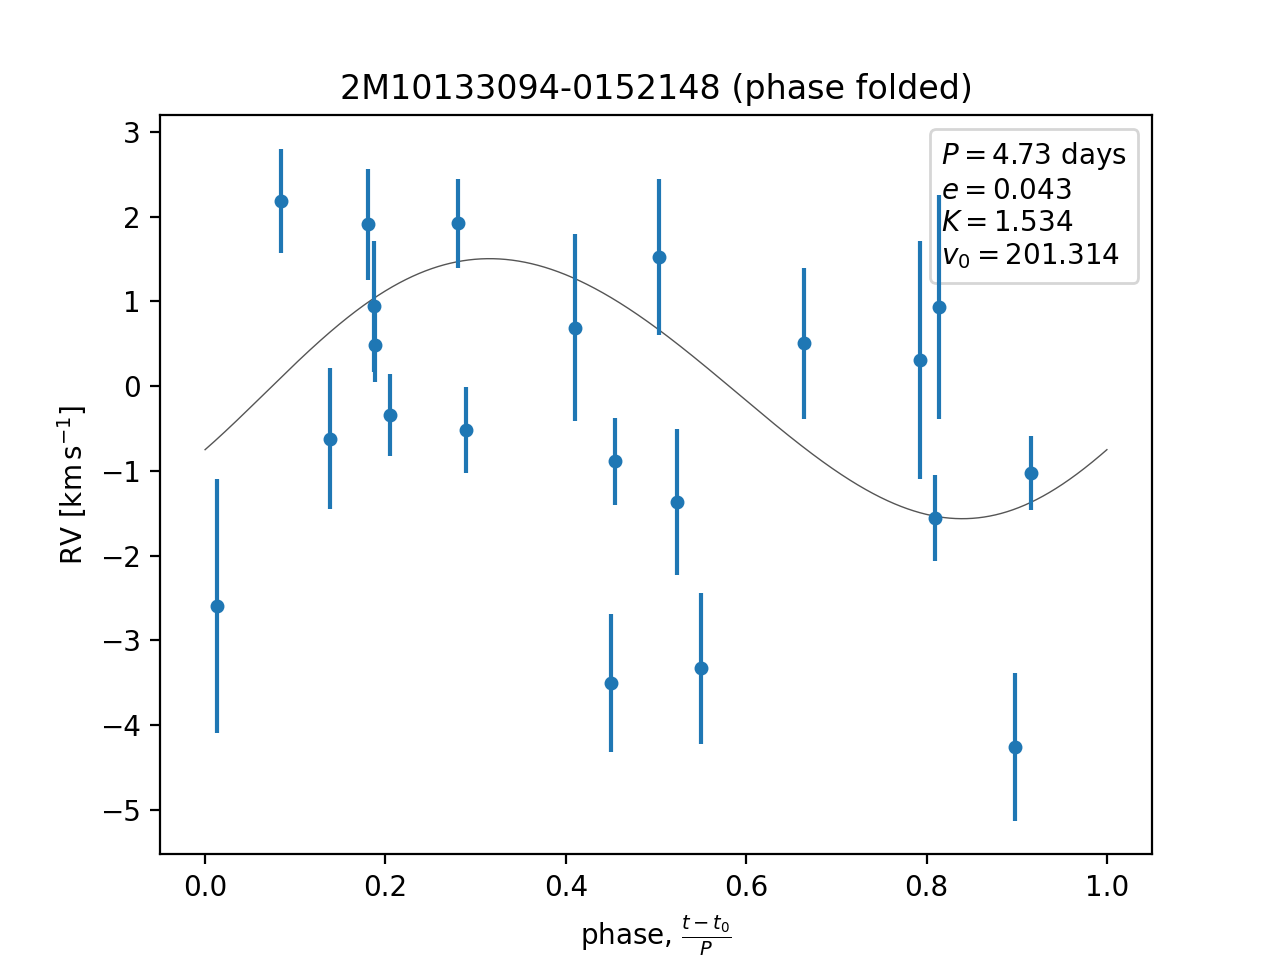 2M10133094-0152148 (phase folded)
P = 4.73 days
e = 0.043
K = 1.534
v₀ = 201.314
3
2
1
0
−1
−2
−3
−4
−5
RV [km s⁻¹]
0.0 0.2 0.4 0.6 0.8 1.0
phase, (t − t₀)/P